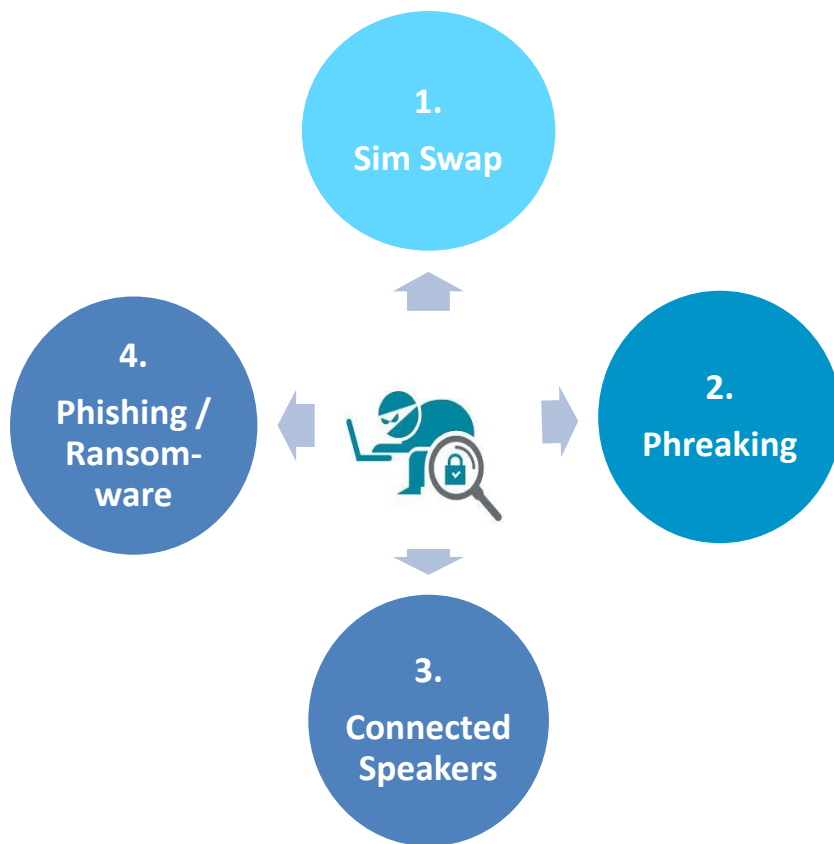 1.
Sim Swap
2.
Phreaking
3.
Connected
Speakers
4.
Phishing /
Ransom-
ware